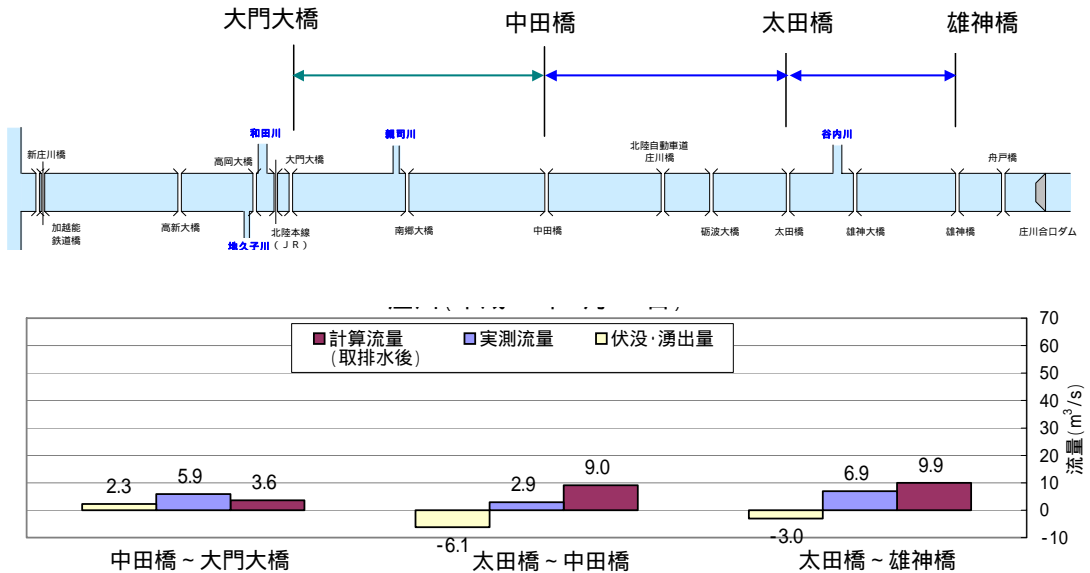 大門大橋
中田橋
太田橋
雄神橋
和田川
谷内川
新庄川橋
高岡大橋
大門大橋
北陸自動車道
庄川橋
舟戸橋
加越能
鉄道橋
高新大橋
地久子川
北陸本線
(ＪＲ)
南郷大橋
中田橋
砺波大橋
太田橋
雄神大橋
雄神橋
庄川合口ダム
計算流量
(取排水後)
実測流量
伏没・湧出量
70
60
50
40
30
20
10
0
-10
流量(m³/s)
2.3
5.9
3.6
-6.1
2.9
9.0
-3.0
6.9
9.9
中田橋～大門大橋
太田橋～中田橋
太田橋～雄神橋